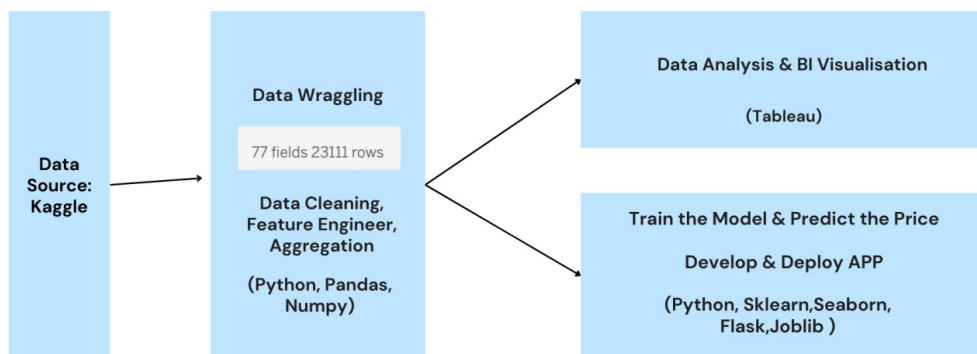 Data
Source:
Kaggle
Data Wraggling
77 fields 23111 rows
Data Cleaning,
Feature Engineer,
Aggregation
(Python, Pandas,
Numpy)
Data Analysis & BI Visualisation
(Tableau)
Train the Model & Predict the Price
Develop & Deploy APP
(Python, Sklearn,Seaborn,
Flask,Joblib )